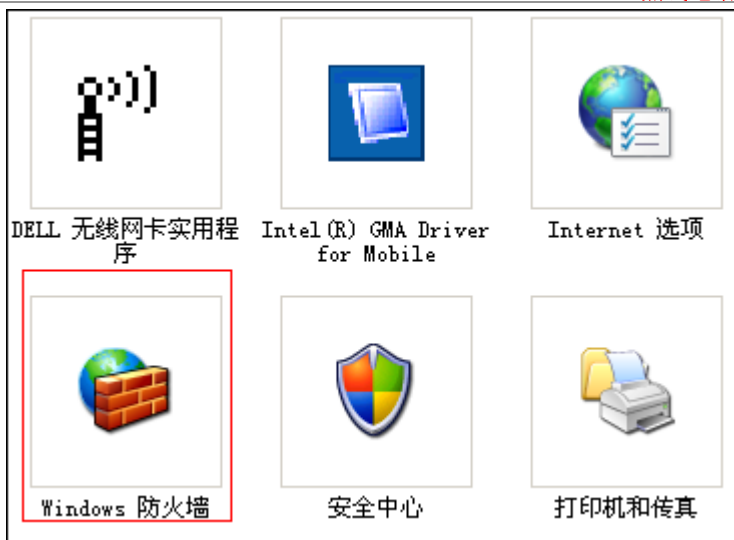 DELL 无线网卡实用程
序
Intel(R) GMA Driver
for Mobile
Internet 选项
Windows 防火墙
安全中心
打印机和传真